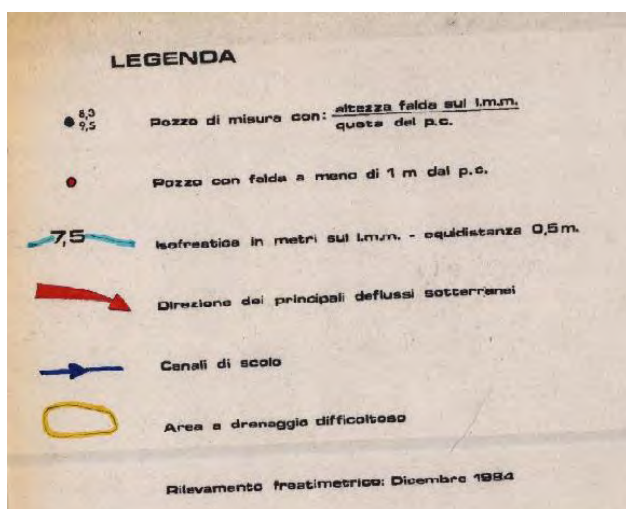 LEGENDA
8,3
9,5
Pozzo di misura con: altezza falda sul l.m.m.
quota del p.c.
Pozzo con falda a meno di 1 m dal p.c.
7,5
Isofreatica in metri sul l.m.m. - equidistanza 0,5 m.
Direzione dei principali deflussi sotterranei
Canali di scolo
Area a drenaggio difficoltoso
Rilevamento freatimetrico: Dicembre 1984